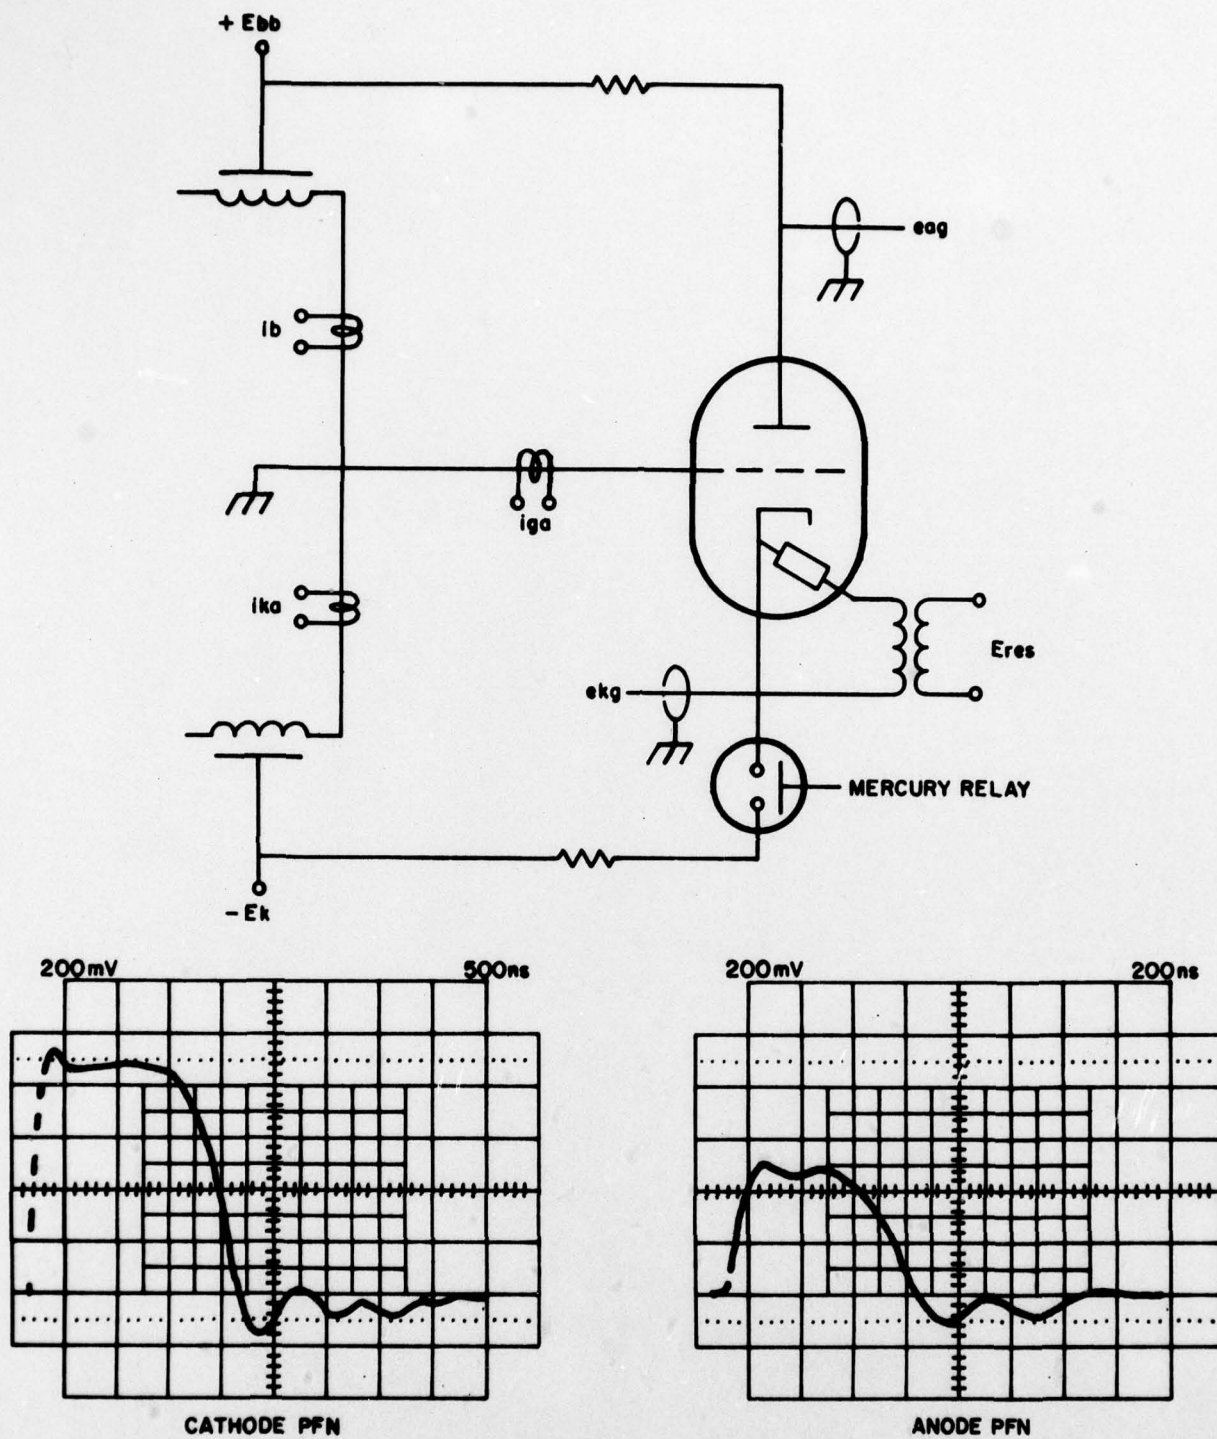 + Ebb
eag
ib
iga
ika
Eres
ekg
MERCURY RELAY
- Ek
200mV 500ns
200mV 200ns
CATHODE PFN
ANODE PFN